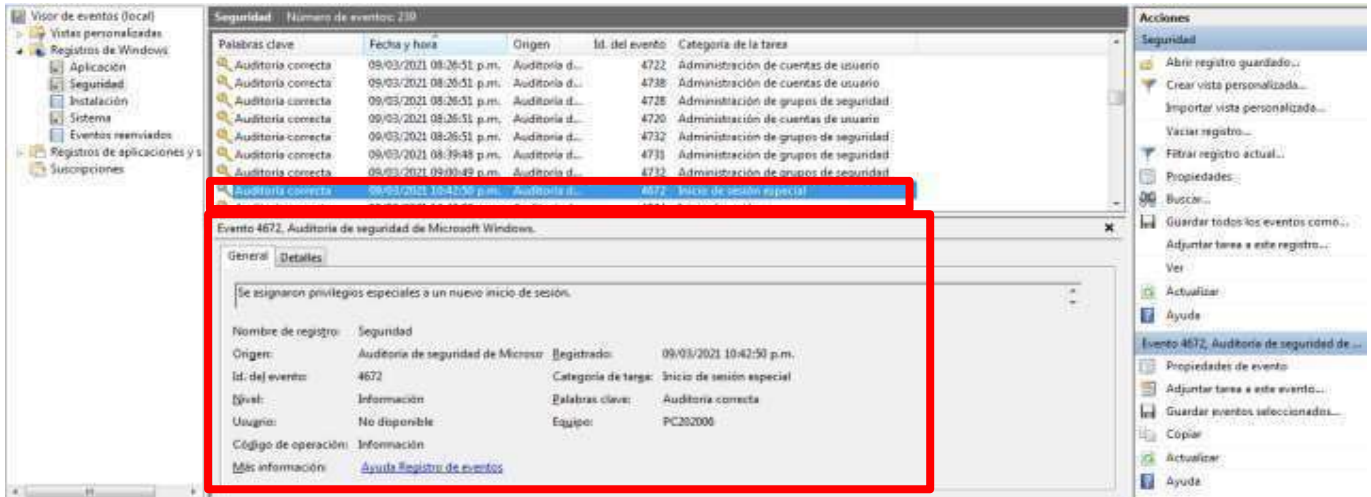 Visor de eventos (local)
Vistas personalizadas
Registros de Windows
Aplicación
Seguridad
Instalación
Sistema
Eventos reenviados
Registros de aplicaciones y s
Suscripciones
Seguridad Número de eventos: 239
Palabras clave Fecha y hora Origen Id. del evento Categoría de la tarea
Auditoría correcta 09/03/2021 08:26:51 p.m. Auditoría d... 4722 Administración de cuentas de usuario
Auditoría correcta 09/03/2021 08:26:51 p.m. Auditoría d... 4738 Administración de cuentas de usuario
Auditoría correcta 09/03/2021 08:26:51 p.m. Auditoría d... 4728 Administración de grupos de seguridad
Auditoría correcta 09/03/2021 08:26:51 p.m. Auditoría d... 4720 Administración de cuentas de usuario
Auditoría correcta 09/03/2021 08:26:51 p.m. Auditoría d... 4732 Administración de grupos de seguridad
Auditoría correcta 09/03/2021 08:39:48 p.m. Auditoría d... 4731 Administración de grupos de seguridad
Auditoría correcta 09/03/2021 09:00:49 p.m. Auditoría d... 4732 Administración de grupos de seguridad
Auditoría correcta 09/03/2021 10:42:50 p.m. Auditoría d... 4672 Inicio de sesión especial
Evento 4672, Auditoría de seguridad de Microsoft Windows.
General Detalles
Se asignaron privilegios especiales a un nuevo inicio de sesión.
Nombre de registro: Seguridad
Origen: Auditoría de seguridad de Microsof Registrado: 09/03/2021 10:42:50 p.m.
Id. del evento: 4672 Categoría de tarea: Inicio de sesión especial
Nivel: Información Palabras clave: Auditoría correcta
Usuario: No disponible Equipo: PC202006
Código de operación: Información
Más información: Ayuda Registro de eventos
Acciones
Seguridad
Abrir registro guardado...
Crear vista personalizada...
Importar vista personalizada...
Vaciar registro...
Filtrar registro actual...
Propiedades
Buscar...
Guardar todos los eventos como...
Adjuntar tarea a este registro...
Ver
Actualizar
Ayuda
Evento 4672, Auditoría de seguridad de ...
Propiedades de evento
Adjuntar tarea a este evento...
Guardar eventos seleccionados...
Copiar
Actualizar
Ayuda